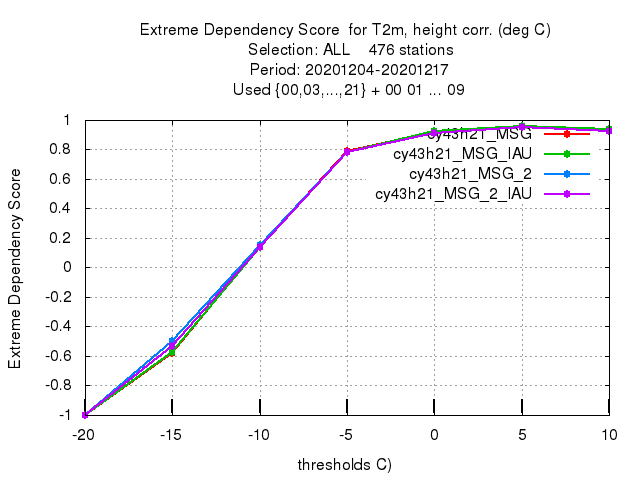 Extreme Dependency Score  for T2m, height corr. (deg C)
Selection: ALL    476 stations
Period: 20201204-20201217
Used {00,03,...,21} + 00 01 ... 09
Extreme Dependency Score
1
0.8
0.6
0.4
0.2
0
-0.2
-0.4
-0.6
-0.8
-1
cy43h21_MSG
cy43h21_MSG_IAU
cy43h21_MSG_2
cy43h21_MSG_2_IAU
-20 -15 -10 -5 0 5 10
thresholds C)